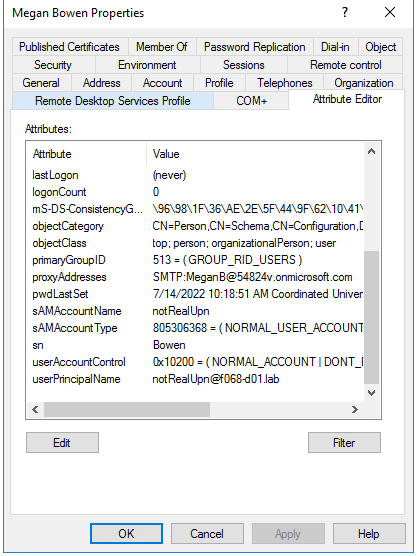 Megan Bowen Properties ? ×
Published Certificates Member Of Password Replication Dial-in Object
Security Environment Sessions Remote control
General Address Account Profile Telephones Organization
Remote Desktop Services Profile COM+ Attribute Editor
Attributes:
Attribute Value
lastLogon (never)
logonCount 0
mS-DS-ConsistencyG... \96\98\1F\36\AE\2E\5F\44\9F\62\10\41\
objectCategory CN=Person,CN=Schema,CN=Configuration,D
objectClass top; person; organizationalPerson; user
primaryGroupID 513 = ( GROUP_RID_USERS )
proxyAddresses SMTP:MeganB@54824v.onmicrosoft.com
pwdLastSet 7/14/2022 10:18:51 AM Coordinated Univer
sAMAccountName notRealUpn
sAMAccountType 805306368 = ( NORMAL_USER_ACCOUNT
sn Bowen
userAccountControl 0x10200 = ( NORMAL_ACCOUNT | DONT_E
userPrincipalName notRealUpn@f068-d01.lab
Edit Filter
OK Cancel Apply Help